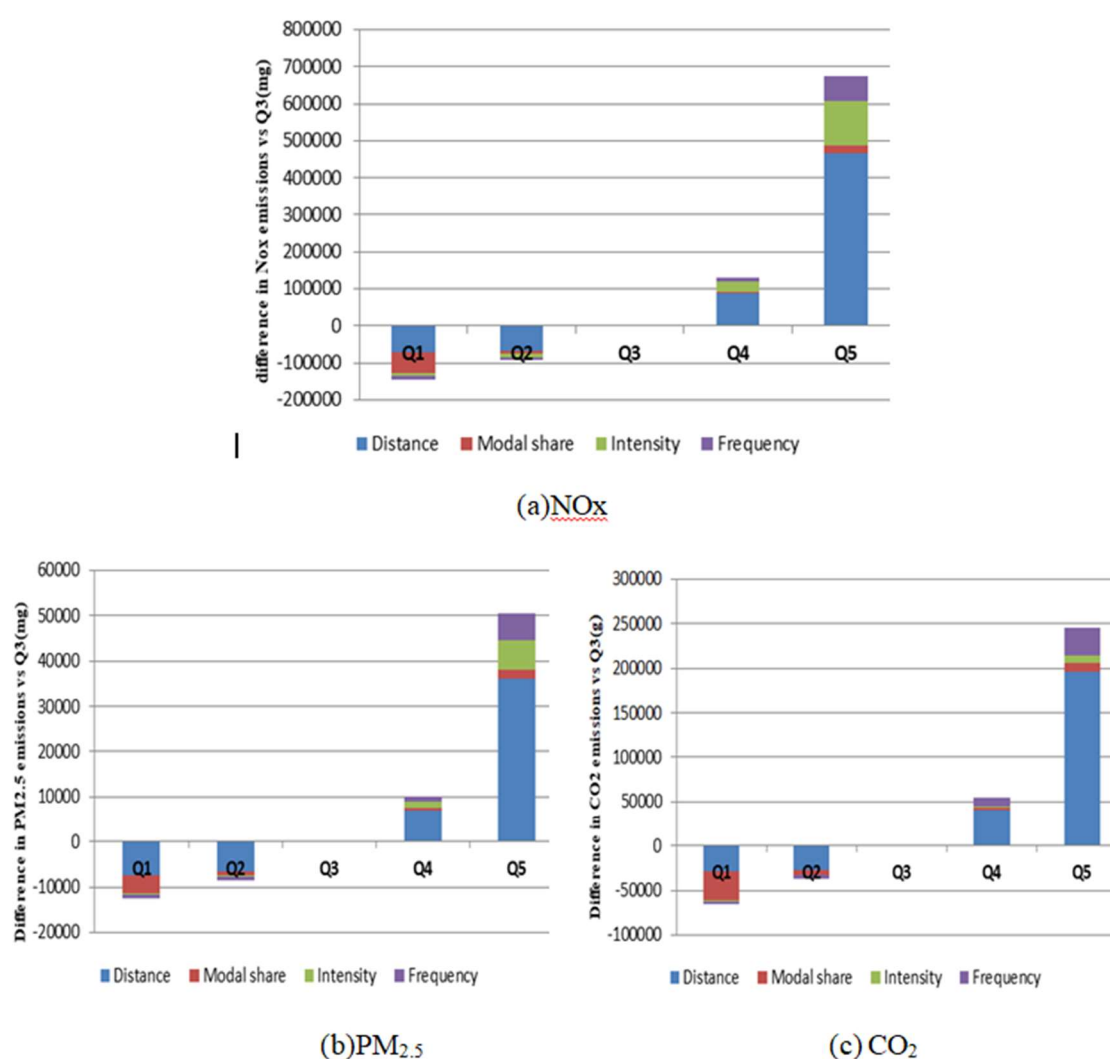 difference in Nox emissions vs Q3(mg)
800000
700000
600000
500000
400000
300000
200000
100000
0
-100000
-200000
Q1 Q2 Q3 Q4 Q5
Distance Modal share Intensity Frequency
(a)NOx
Difference in PM2.5 emissions vs Q3(mg)
60000
50000
40000
30000
20000
10000
0
-10000
-20000
Q1 Q2 Q3 Q4 Q5
Distance Modal share Intensity Frequency
(b)PM2.5
Difference in CO2 emissions vs Q3(g)
300000
250000
200000
150000
100000
50000
0
-50000
-100000
Q1 Q2 Q3 Q4 Q5
Distance Modal share Intensity Frequency
(c) CO2